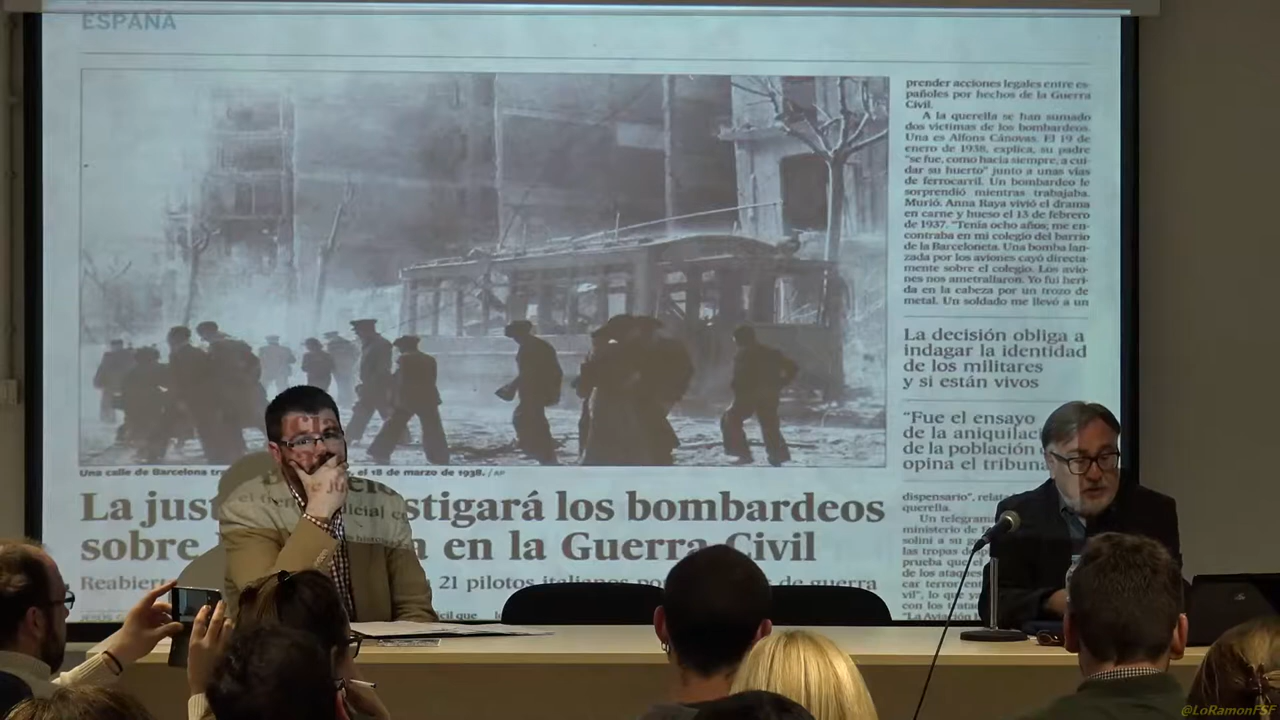 ESPAÑA
prender acciones legales entre es-
pañoles por hechos de la Guerra
Civil.
A la querella se han sumado
dos víctimas de los bombardeos.
Una es Alfons Cánovas. El 19 de
enero de 1938, explica, su padre
"se fue, como hacía siempre, a cui-
dar su huerto" junto a unas vías
de ferrocarril. Un bombardeo le
sorprendió mientras trabajaba.
Murió. Anna Raya vivió el drama
en carne y hueso el 13 de febrero
de 1937. "Tenía ocho años; me en-
contraba en mi colegio del barrio
de la Barceloneta. Una bomba lan-
zada por los aviones cayó directa-
mente sobre el colegio. Los avio-
nes nos ametrallaron. Yo fui heri-
da en la cabeza por un trozo de
metal. Un soldado me llevó a un
La decisión obliga a
indagar la identidad
de los militares
y si están vivos
"Fue el ensayo
de la aniquilaci
de la población
opina el tribuna
dispensario", relat
querella.
Un telegrama
ministerio de
solini a su
las tropas
prueba que
de los ataques
car terror
vil", lo que
con los
"La Aviación
Una calle de Barcelona tr el 18 de marzo de 1938. / AP
La just stigará los bombardeos
sobre a en la Guerra Civil
Reabiert 21 pilotos italianos por de guerra
@LoRamonFSF